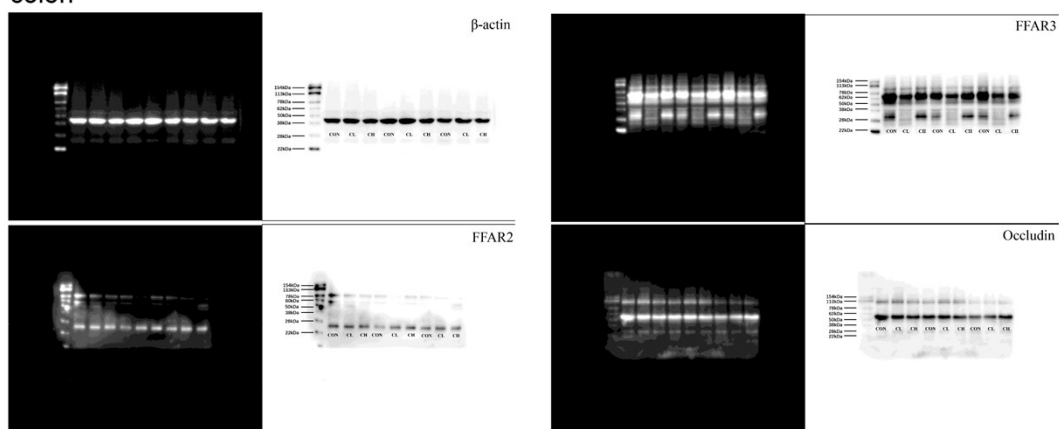 colon
β-actin
154kDa
113kDa
78kDa
62kDa
50kDa
38kDa
28kDa
22kDa
CON CL CH CON CL CH CON CL CH
FFAR3
154kDa
113kDa
78kDa
62kDa
50kDa
38kDa
28kDa
22kDa
CON CL CH CON CL CH CON CL CH
FFAR2
154kDa
113kDa
78kDa
50kDa
38kDa
22kDa
CON CL CH CON CL CH CON CL CH
Occludin
154kDa
113kDa
78kDa
62kDa
50kDa
38kDa
28kDa
22kDa
CON CL CH CON CL CH CON CL CH